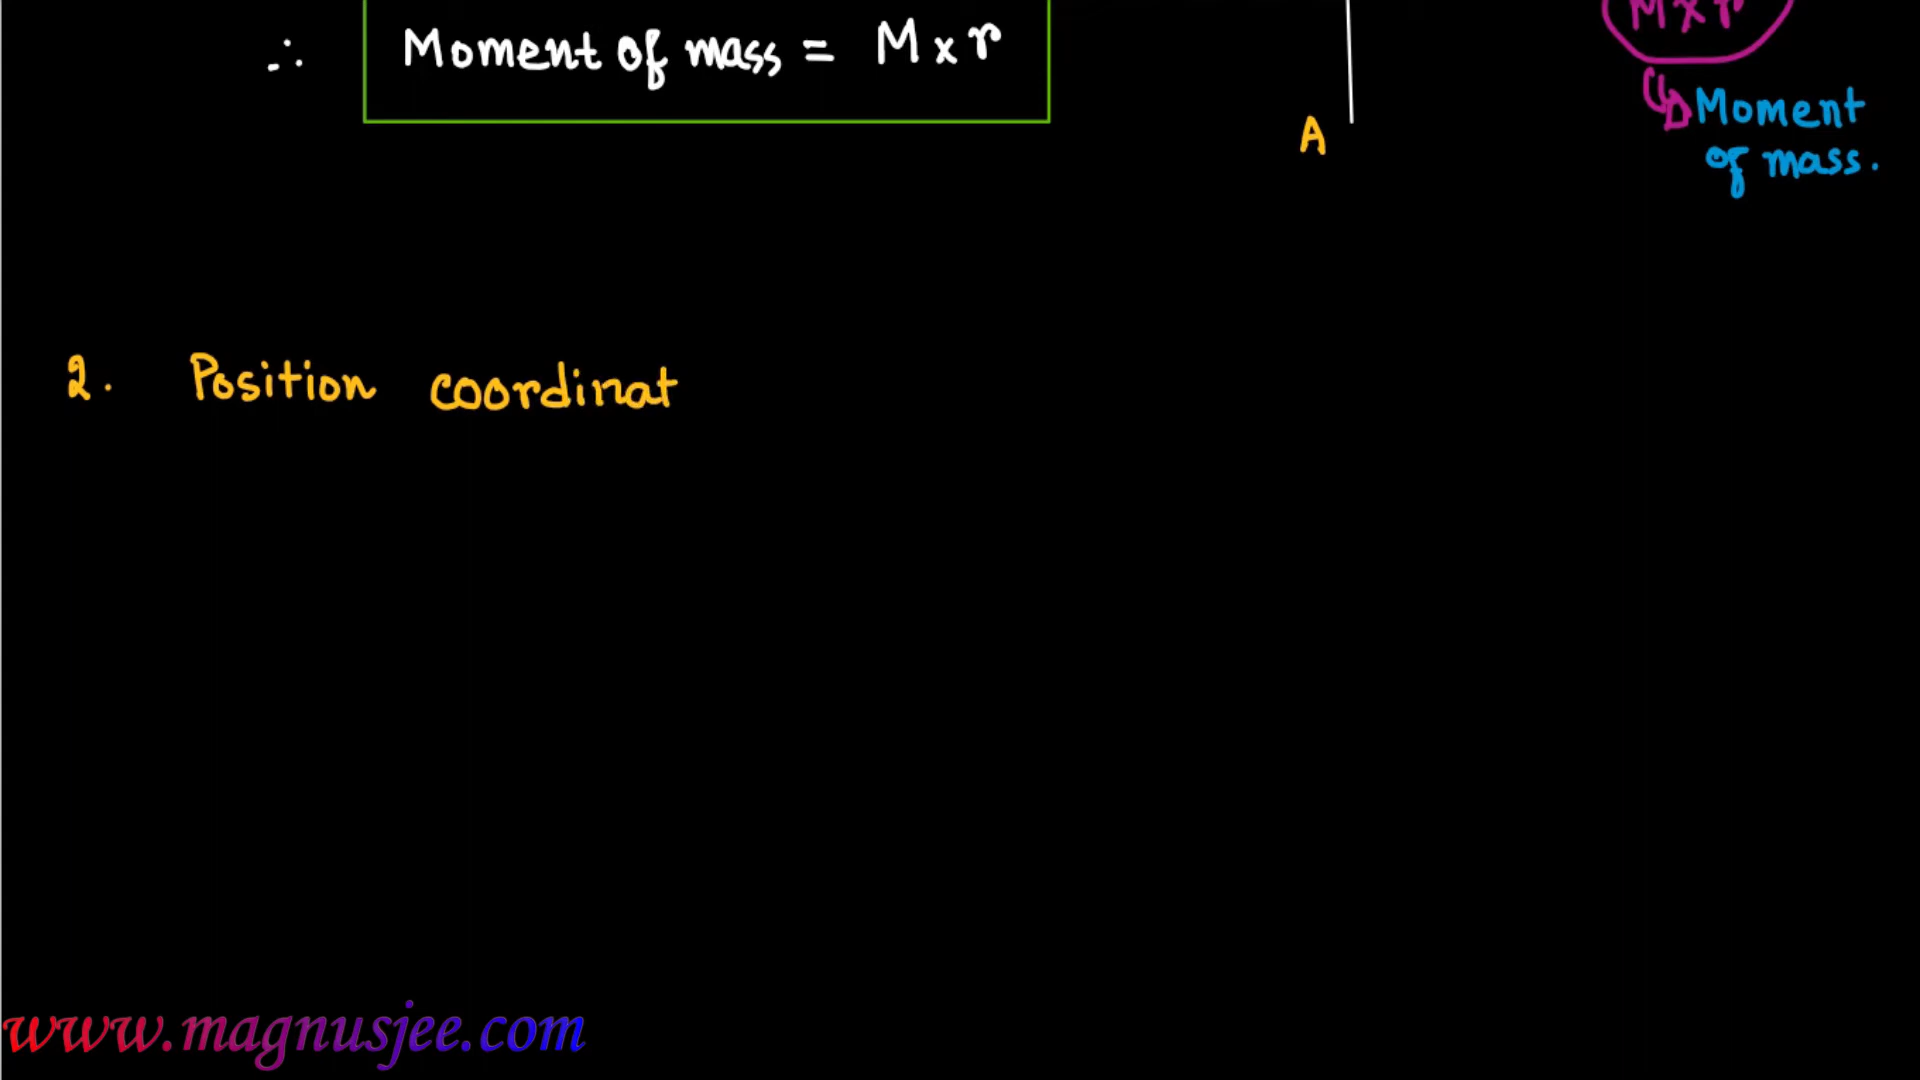 ∴ Moment of mass = M x r
M x r
Moment
of mass.
A
2. Position coordinat
www.magnusjee.com